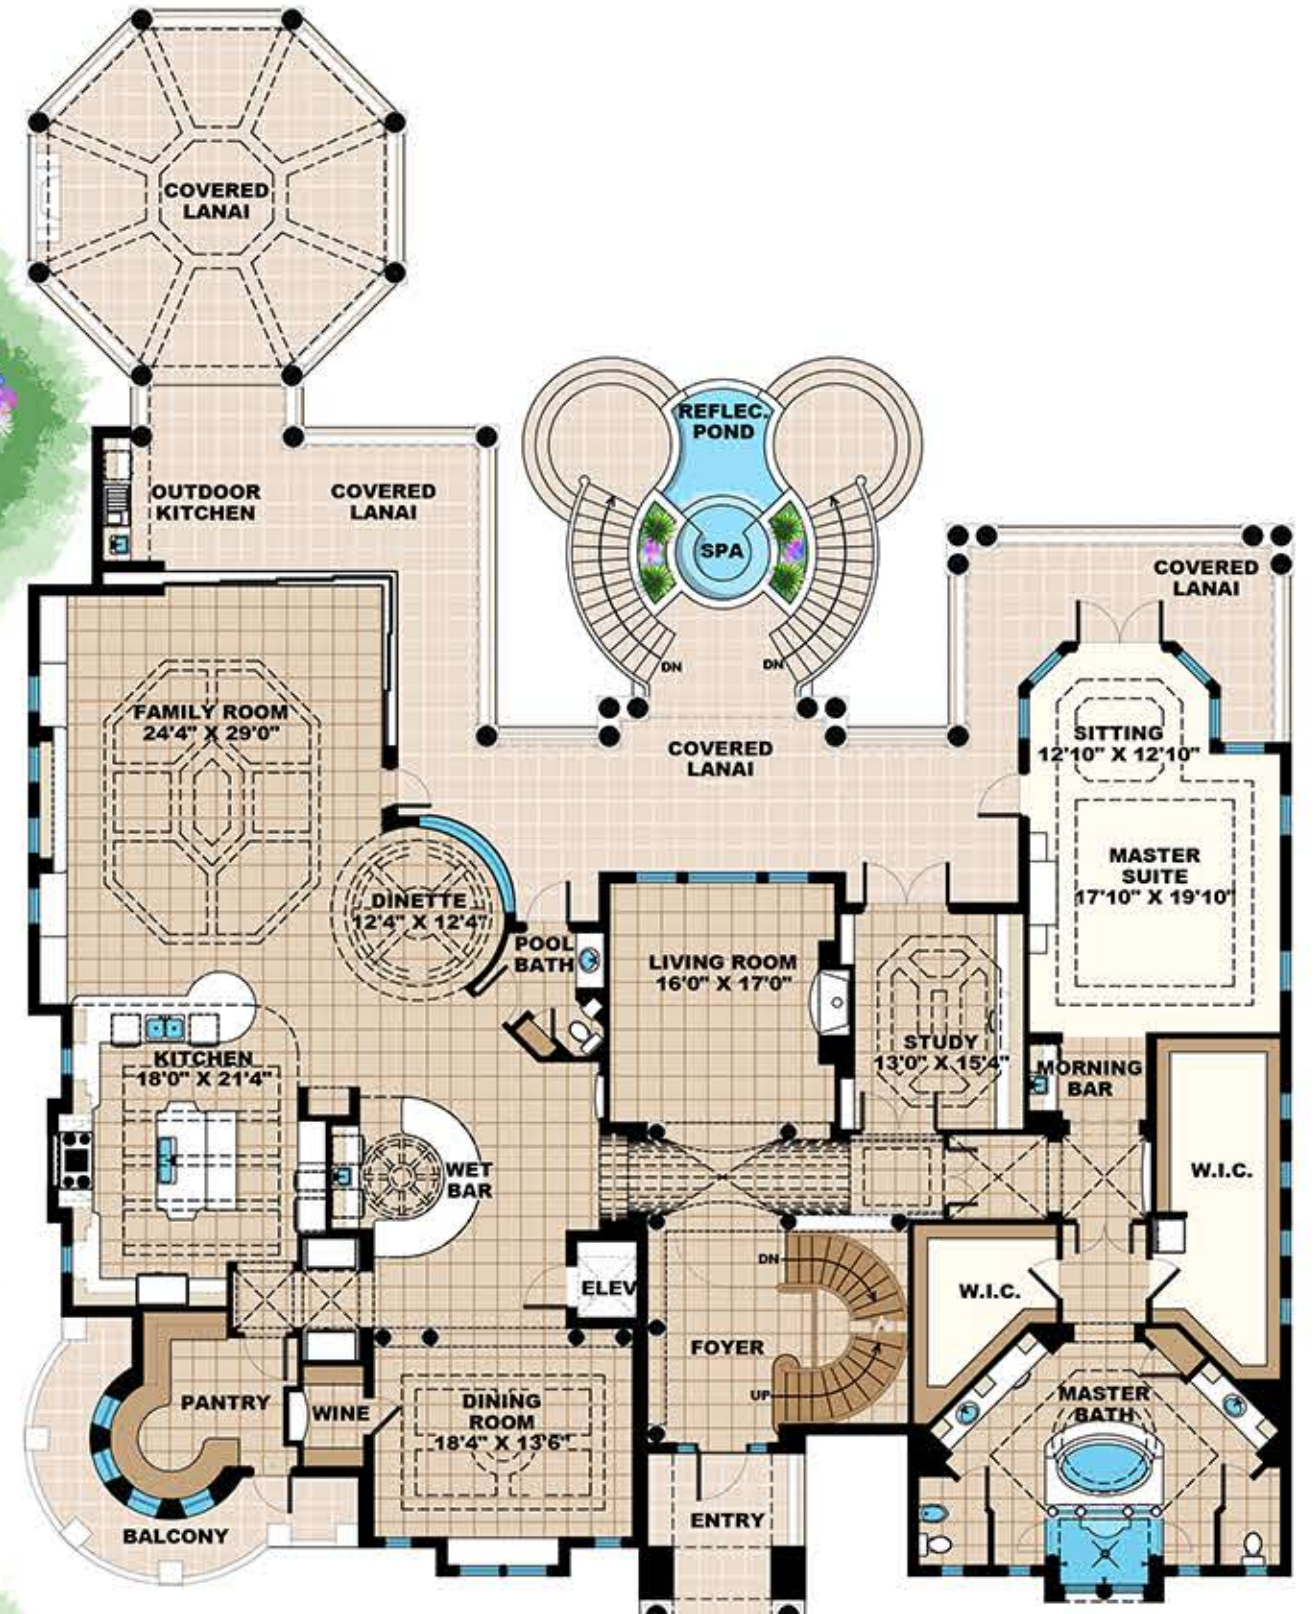 COVERED
LANAI
REFLEC.
POND
OUTDOOR
KITCHEN
COVERED
LANAI
SPA
COVERED
LANAI
DN
DN
FAMILY ROOM
24'4" X 29'0"
SITTING
12'10" X 12'10"
COVERED
LANAI
MASTER
SUITE
17'10" X 19'10"
DINETTE
12'4" X 12'4"
POOL
BATH
LIVING ROOM
16'0" X 17'0"
STUDY
13'0" X 15'4"
KITCHEN
18'0" X 21'4"
MORNING
BAR
WET
BAR
W.I.C.
DN
ELEV
W.I.C.
FOYER
UP
PANTRY
WINE
DINING
ROOM
18'4" X 13'6"
MASTER
BATH
ENTRY
BALCONY